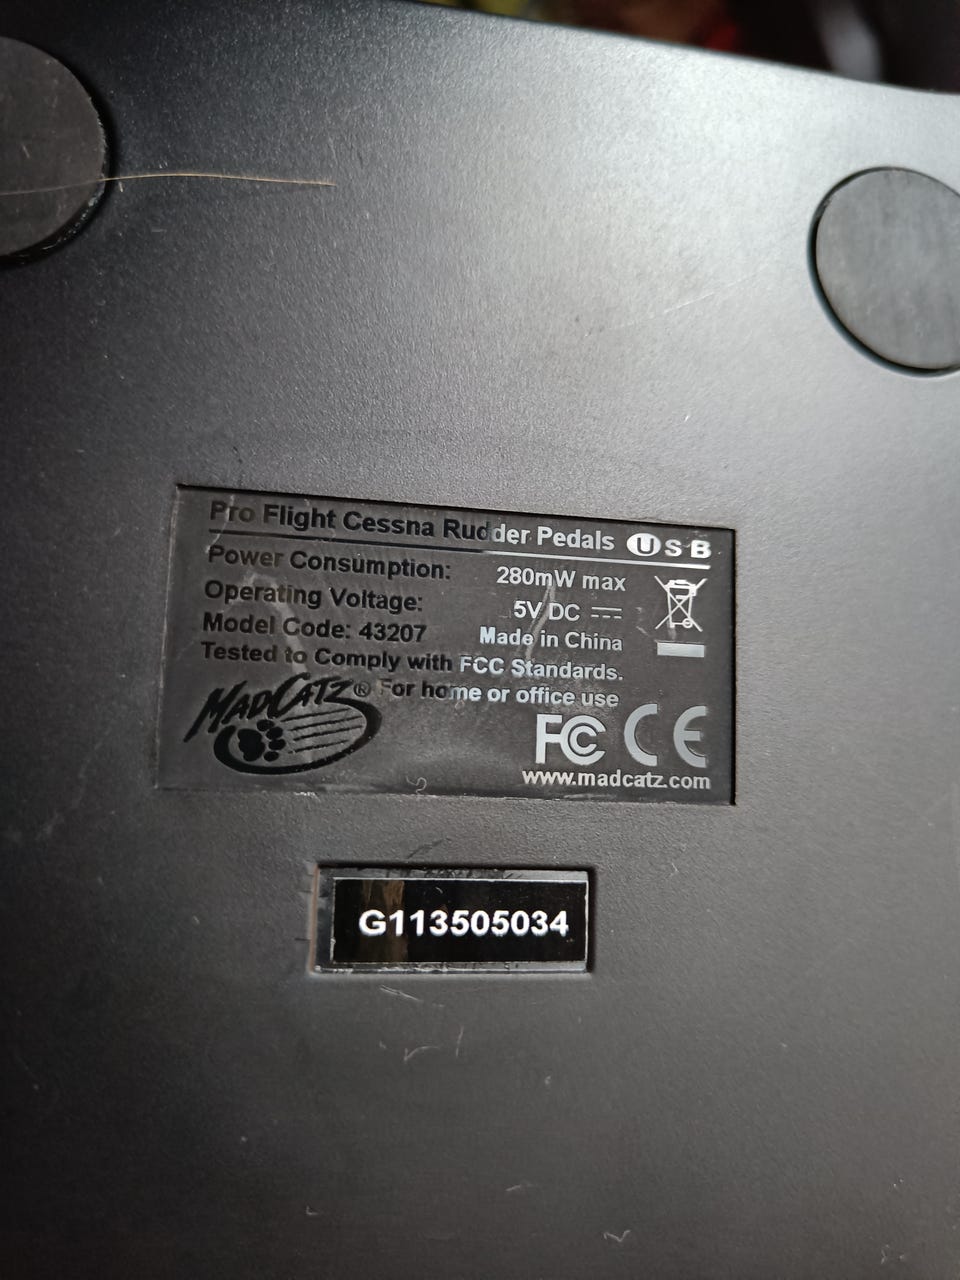 Pro Flight Cessna Rudder Pedals USB
Power Consumption: 280mW max
Operating Voltage: 5V DC
Model Code: 43207 Made in China
Tested to Comply with FCC Standards.
MADCATZ® For home or office use
FC CE
www.madcatz.com
G113505034